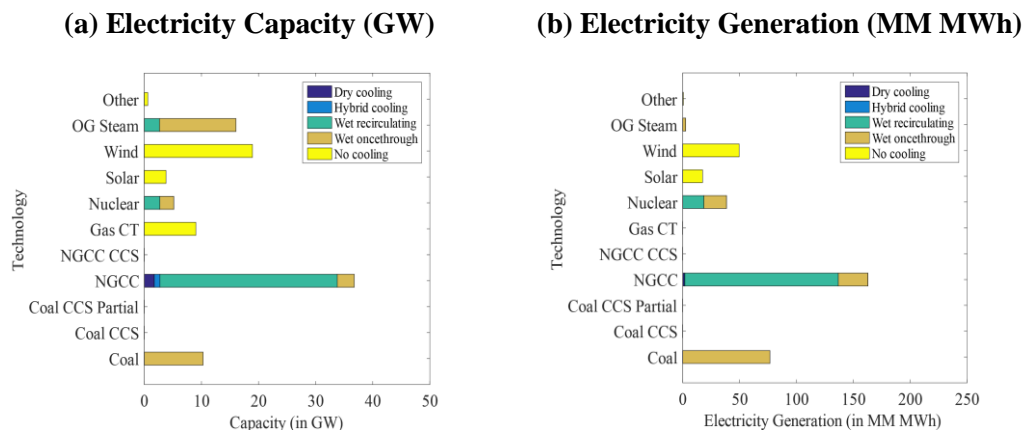 (a) Electricity Capacity (GW)
Technology
Other
OG Steam
Wind
Solar
Nuclear
Gas CT
NGCC CCS
NGCC
Coal CCS Partial
Coal CCS
Coal
Dry cooling
Hybrid cooling
Wet recirculating
Wet oncethrough
No cooling
0 10 20 30 40 50
Capacity (in GW)
(b) Electricity Generation (MM MWh)
Technology
Other
OG Steam
Wind
Solar
Nuclear
Gas CT
NGCC CCS
NGCC
Coal CCS Partial
Coal CCS
Coal
Dry cooling
Hybrid cooling
Wet recirculating
Wet oncethrough
No cooling
0 50 100 150 200 250
Electricity Generation (in MM MWh)